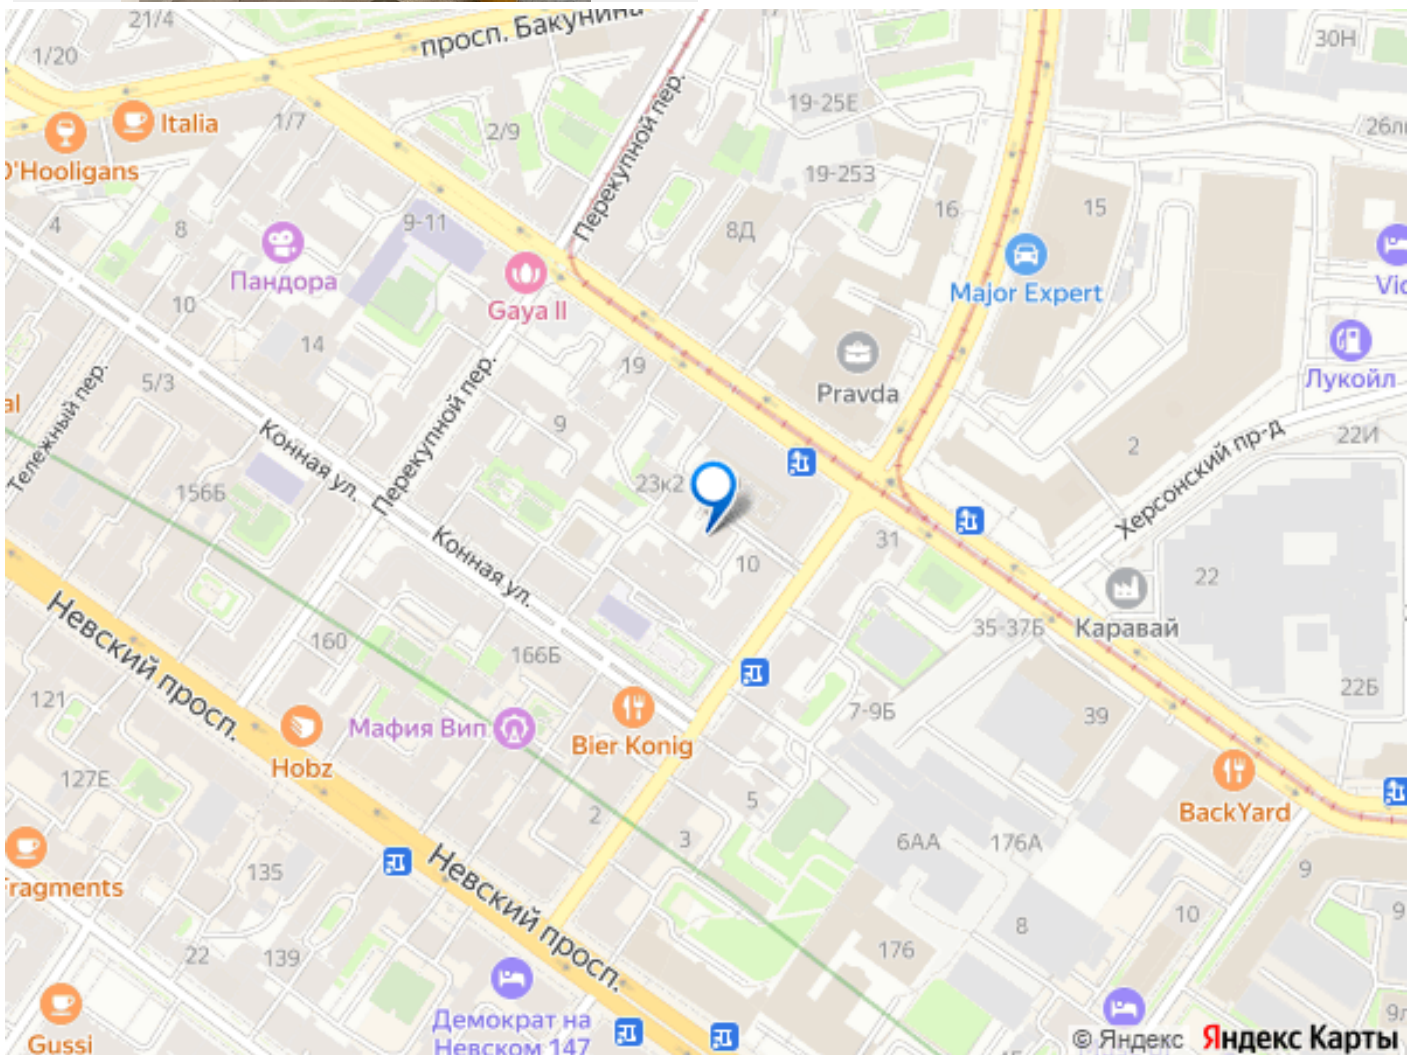 21/4
1/20
просп. Бакунина
30Н
Italia
1/7
2/9
Перекупной пер.
19-25Е
O'Hooligans
19-253
4
8
9-11
8Д
16
15
Пандора
Gaya II
Major Expert
10
14
19
Pravda
Лукойл
5/3
Тележный пер.
Конная ул.
Перекупной пер.
9
2
22И
Херсонский пр-д
156Б
23к2
Конная ул.
10
31
22
Невский просп.
160
166Б
35-37Б
Каравай
121
22Б
Мафия Вип
7-9Б
39
Bier Konig
Hobz
127Е
5
2
3
BackYard
6АА
176А
135
Невский просп.
9
22
139
176
8
10
Демократ на
Невском 147
Gussi
© Яндекс Яндекс Карты